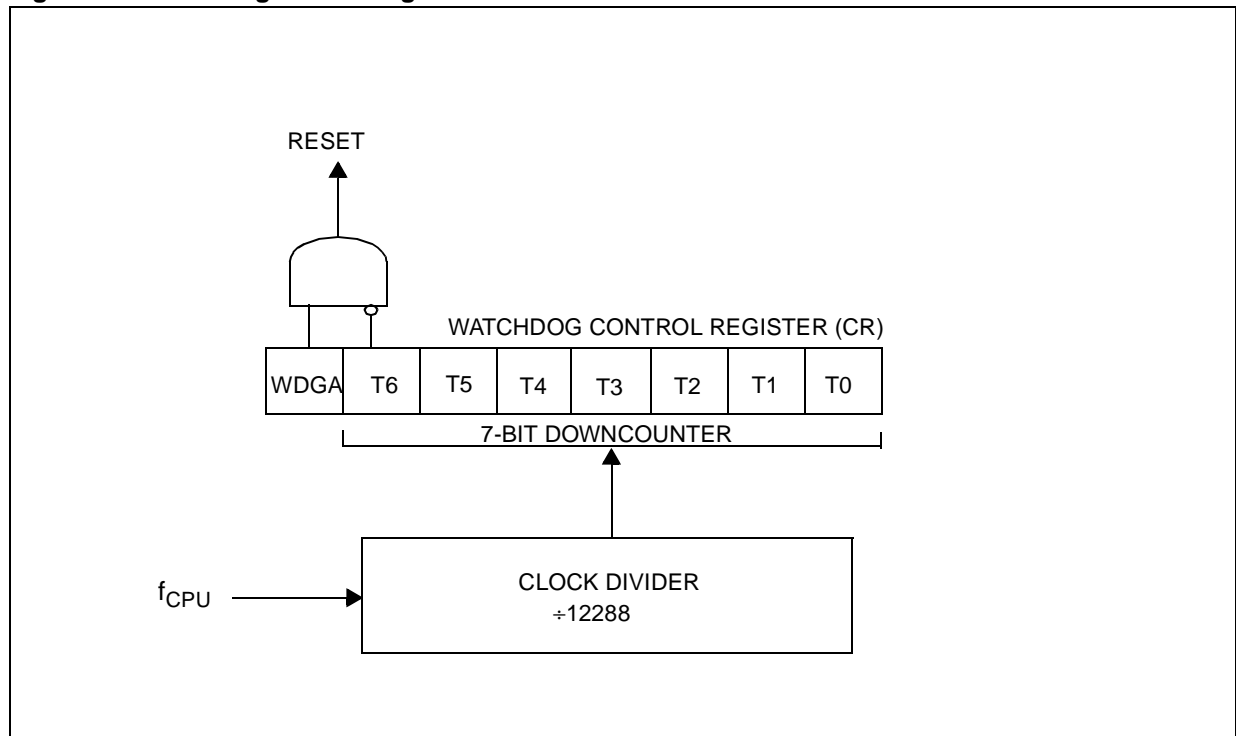 RESET
WATCHDOG CONTROL REGISTER (CR)
WDGA T6 T5 T4 T3 T2 T1 T0
7-BIT DOWNCOUNTER
fCPU
CLOCK DIVIDER
÷12288